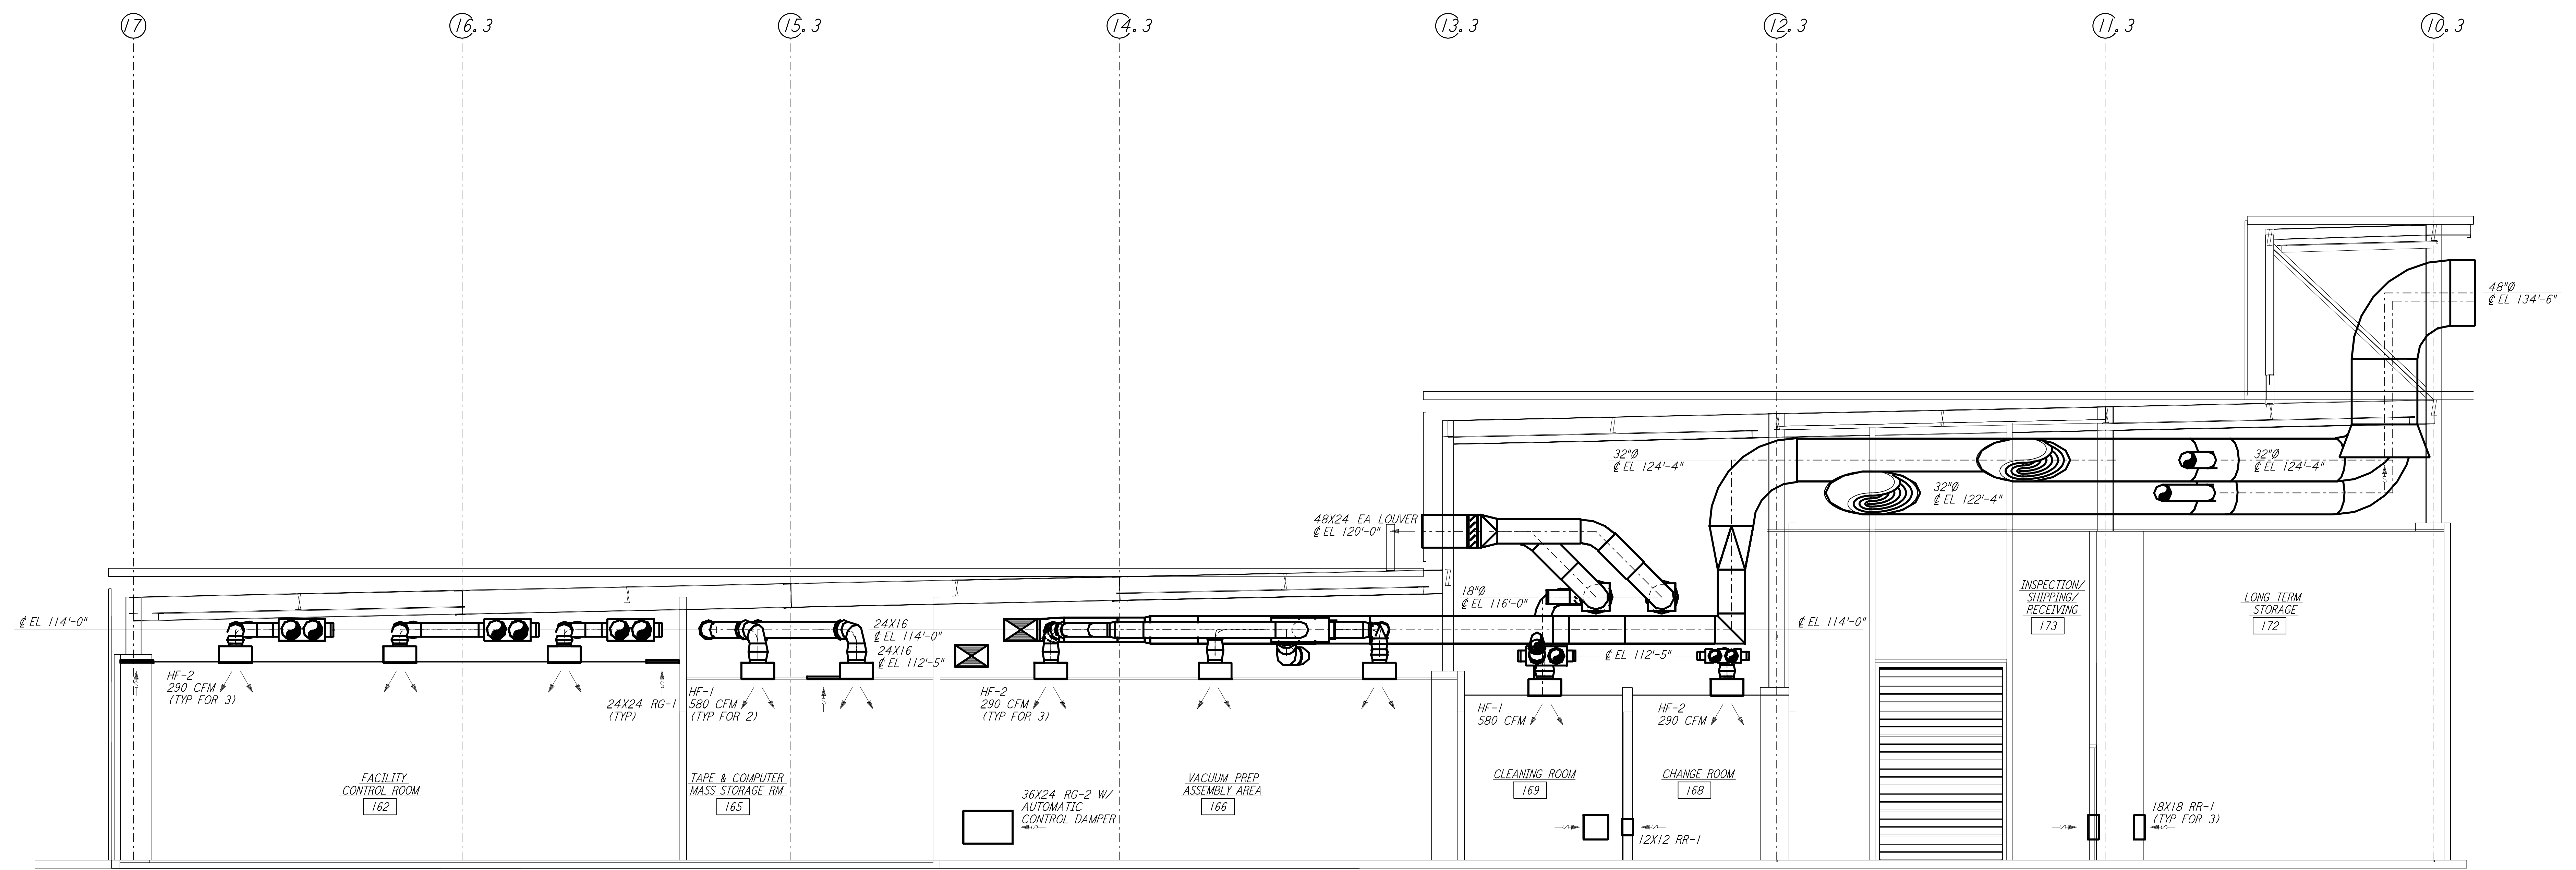 17
16.3
15.3
14.3
13.3
12.3
11.3
10.3
48"Ø
℄ EL 134'-6"
32"Ø
℄ EL 124'-4"
32"Ø
℄ EL 124'-4"
32"Ø
℄ EL 122'-4"
48X24 EA LOUVER
℄ EL 120'-0"
18"Ø
℄ EL 116'-0"
℄ EL 114'-0"
24X16
℄ EL 114'-0"
24X16
℄ EL 112'-5"
℄ EL 114'-0"
℄ EL 112'-5"
HF-2
290 CFM
(TYP FOR 3)
24X24 RG-1
(TYP)
HF-1
580 CFM
(TYP FOR 2)
HF-2
290 CFM
(TYP FOR 3)
HF-1
580 CFM
HF-2
290 CFM
INSPECTION/
SHIPPING/
RECEIVING
173
LONG TERM
STORAGE
172
FACILITY
CONTROL ROOM
162
TAPE & COMPUTER
MASS STORAGE RM
165
VACUUM PREP
ASSEMBLY AREA
166
CLEANING ROOM
169
CHANGE ROOM
168
36X24 RG-2 W/
AUTOMATIC
CONTROL DAMPER
12X12 RR-1
18X18 RR-1
(TYP FOR 3)